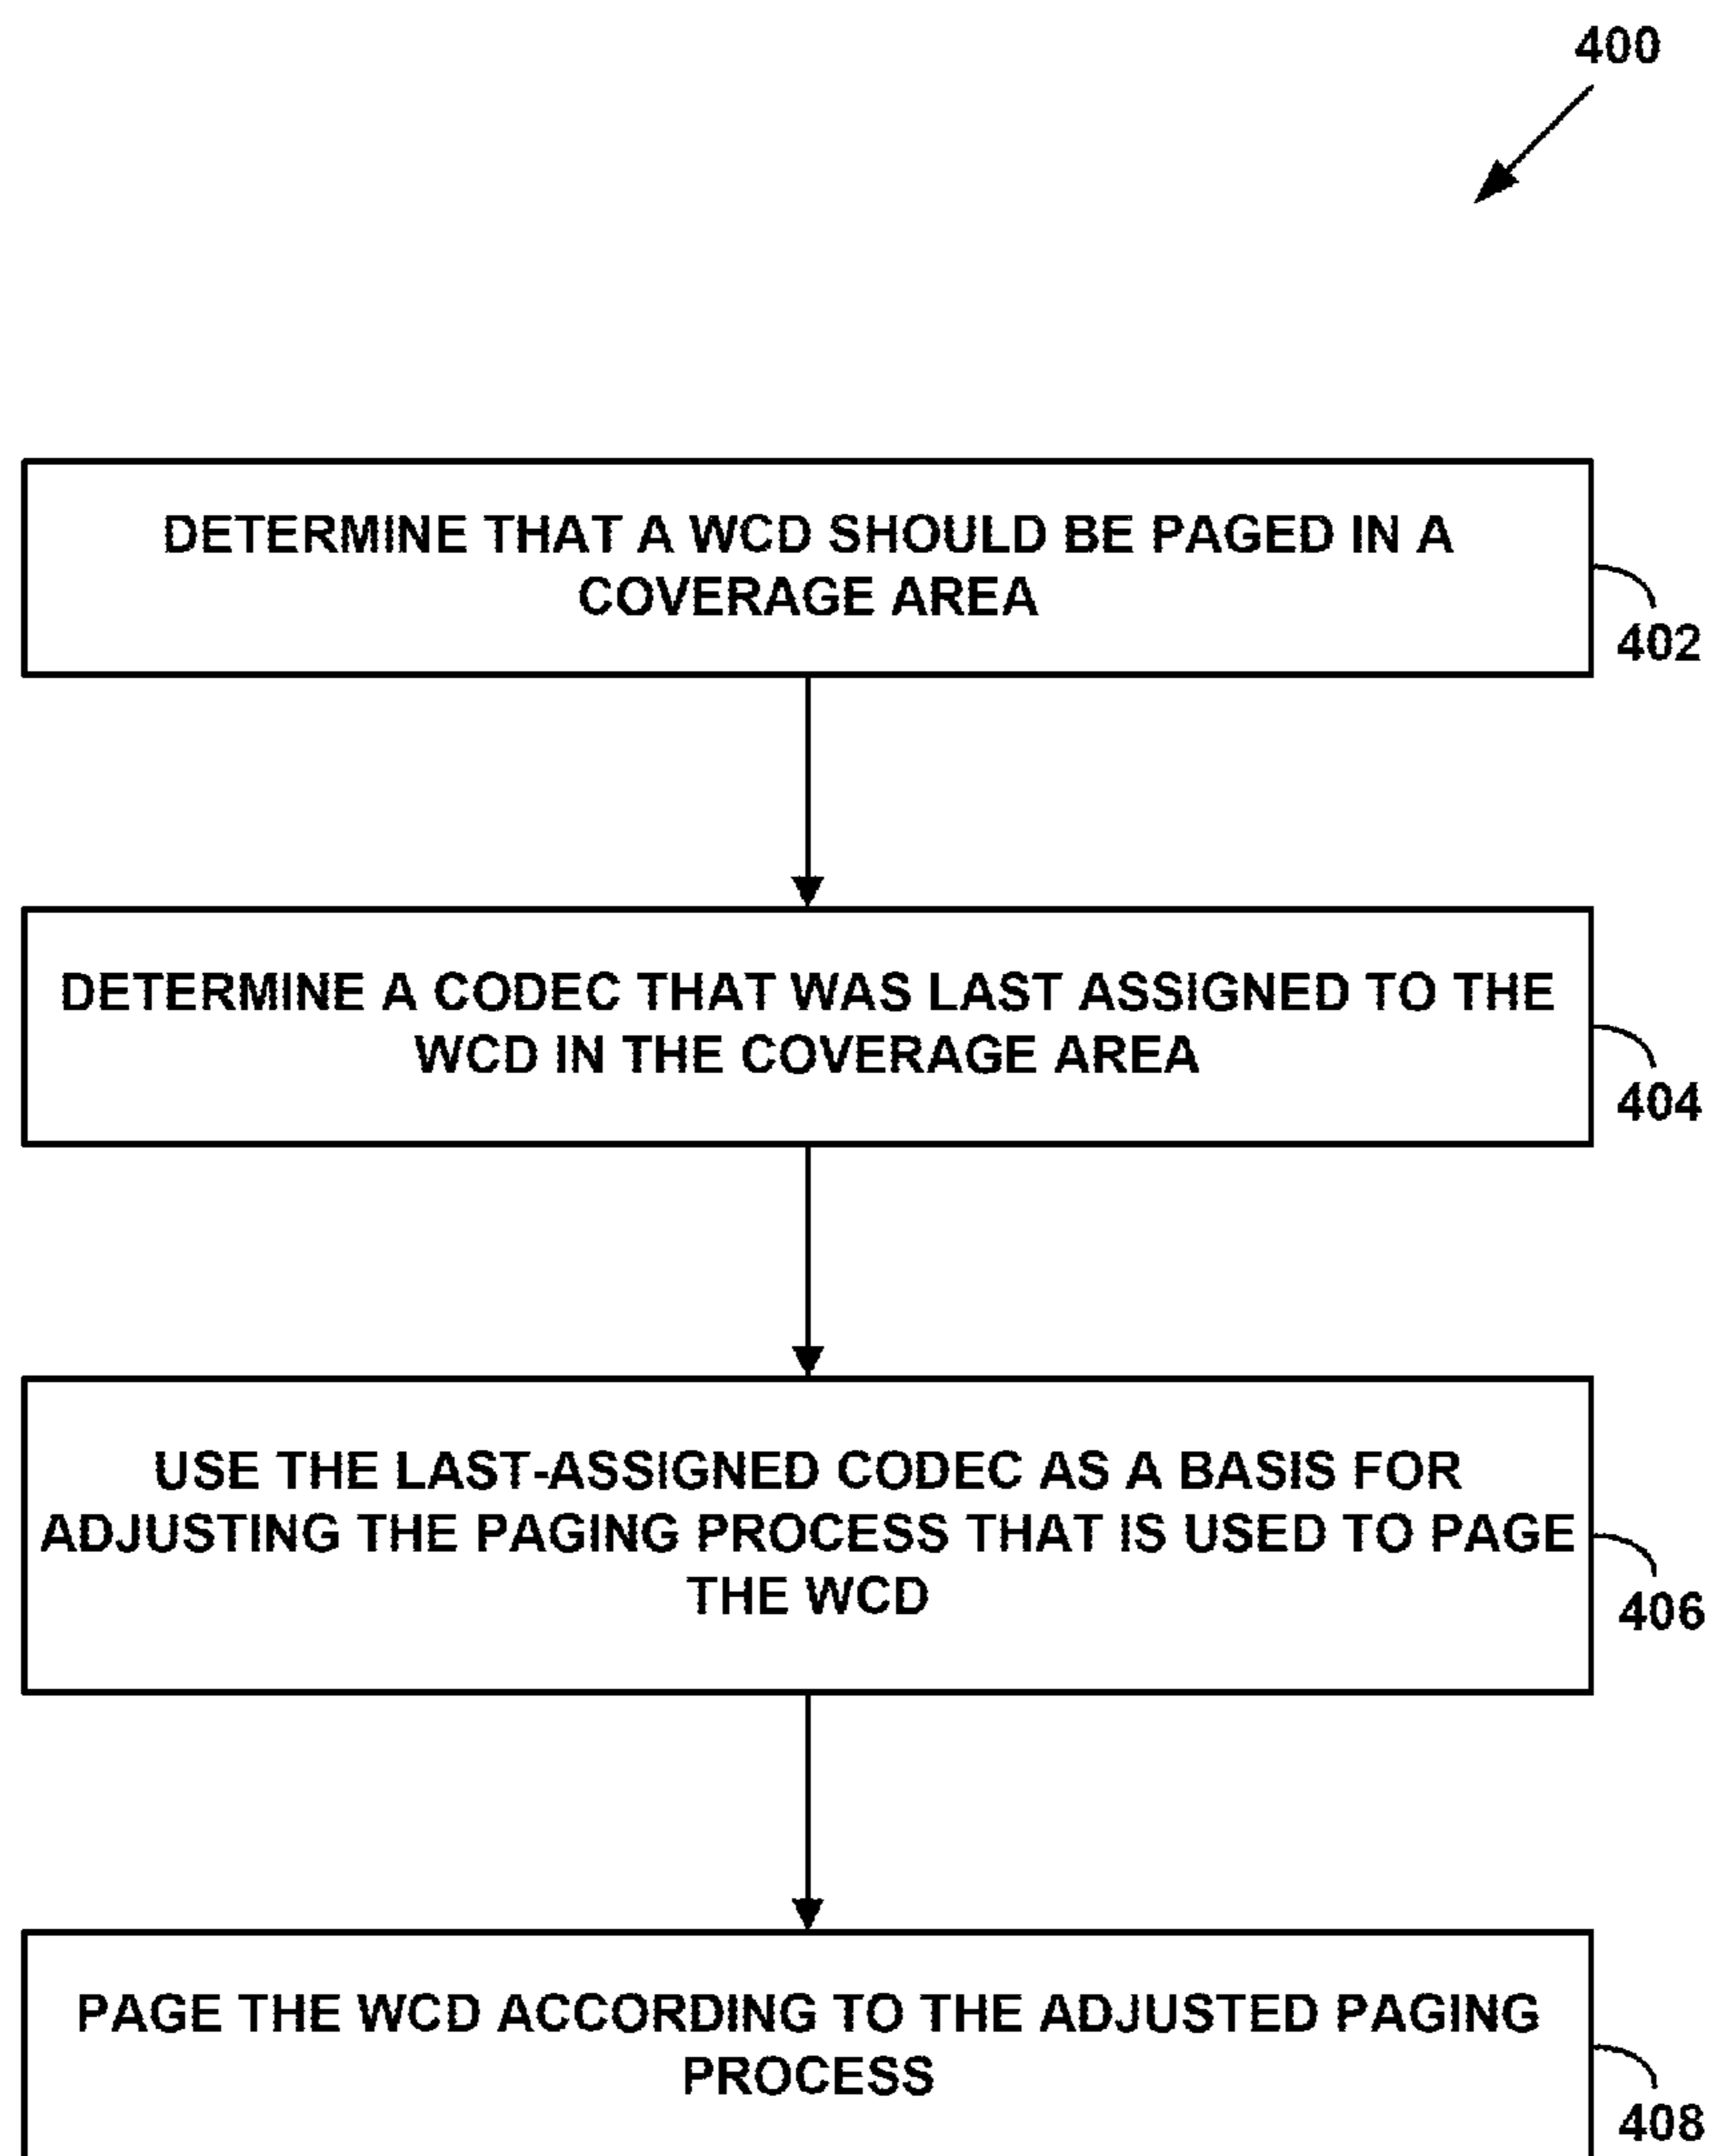 400
DETERMINE THAT A WCD SHOULD BE PAGED IN A
COVERAGE AREA
402
DETERMINE A CODEC THAT WAS LAST ASSIGNED TO THE
WCD IN THE COVERAGE AREA
404
USE THE LAST-ASSIGNED CODEC AS A BASIS FOR
ADJUSTING THE PAGING PROCESS THAT IS USED TO PAGE
THE WCD
406
PAGE THE WCD ACCORDING TO THE ADJUSTED PAGING
PROCESS
408